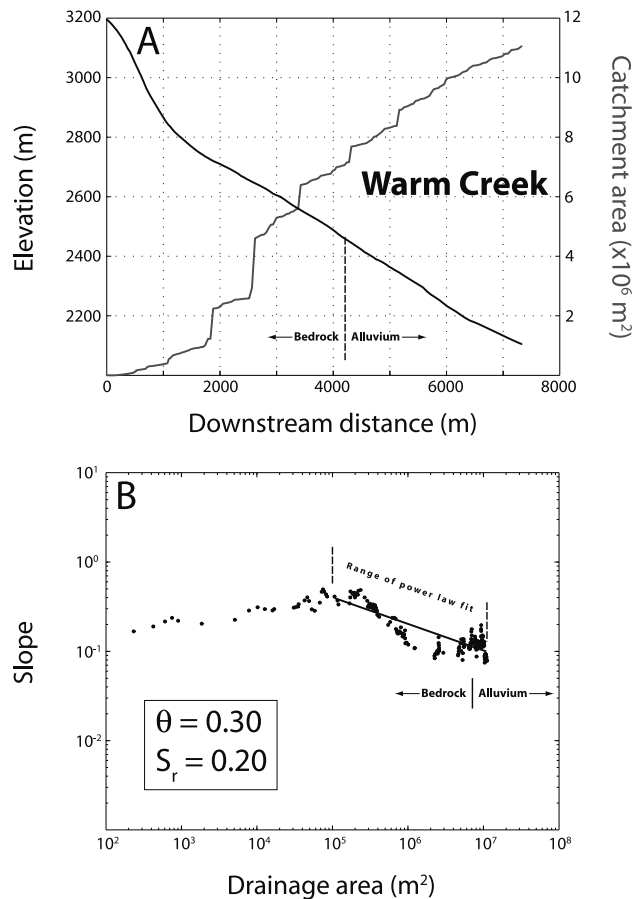 A
Warm Creek
Elevation (m)
3200
3000
2800
2600
2400
2200
Catchment area (x10⁶ m²)
12
10
8
6
4
2
Bedrock Alluvium
0 2000 4000 6000 8000
Downstream distance (m)
B
Slope
10¹
10⁰
10⁻¹
10⁻²
Range of power law fit
Bedrock Alluvium
θ = 0.30
Sᵣ = 0.20
10² 10³ 10⁴ 10⁵ 10⁶ 10⁷ 10⁸
Drainage area (m²)